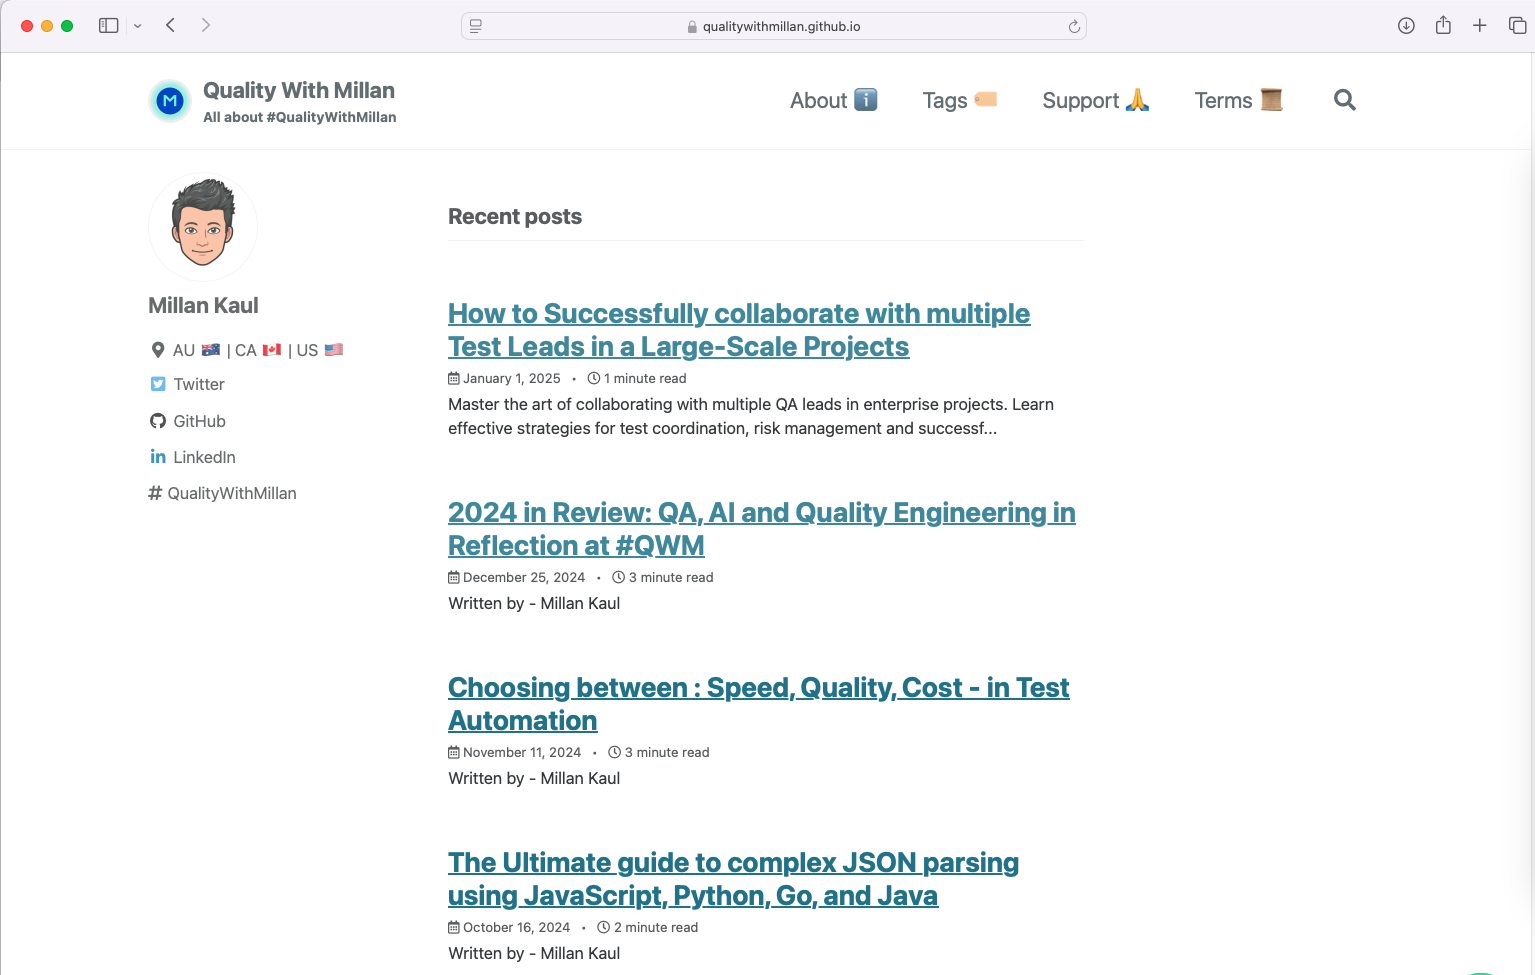 qualitywithmillan.github.io
Quality With Millan
All about #QualityWithMillan
About ℹ️
Tags 🏷️
Support 🙏
Terms 📜
Millan Kaul
AU 🇦🇺 | CA 🇨🇦 | US 🇺🇸
Twitter
GitHub
LinkedIn
# QualityWithMillan
Recent posts
How to Successfully collaborate with multiple
Test Leads in a Large-Scale Projects
January 1, 2025 • 1 minute read
Master the art of collaborating with multiple QA leads in enterprise projects. Learn
effective strategies for test coordination, risk management and successf...
2024 in Review: QA, AI and Quality Engineering in
Reflection at #QWM
December 25, 2024 • 3 minute read
Written by - Millan Kaul
Choosing between : Speed, Quality, Cost - in Test
Automation
November 11, 2024 • 3 minute read
Written by - Millan Kaul
The Ultimate guide to complex JSON parsing
using JavaScript, Python, Go, and Java
October 16, 2024 • 2 minute read
Written by - Millan Kaul